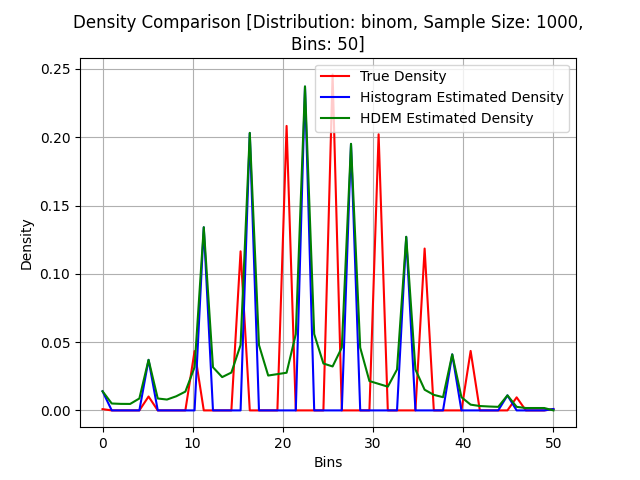 Density Comparison [Distribution: binom, Sample Size: 1000,
Bins: 50]
True Density
Histogram Estimated Density
HDEM Estimated Density
Density
0.25
0.20
0.15
0.10
0.05
0.00
0 10 20 30 40 50
Bins